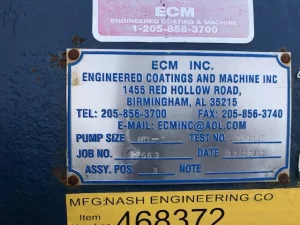 ECM
ENGINEERED COATING & MACHINE
1-205-856-3700
ECM INC.
ENGINEERED COATINGS AND MACHINE INC
1455 RED HOLLOW ROAD,
BIRMINGHAM, AL 35215
TEL: 205-856-3700 FAX: 205-856-3740
E-MAIL: ECMINC@AOL.COM
PUMP SIZE TEST NO.
JOB NO. DATE
ASSY. POS 3 NOTE
MFG:NASH ENGINEERING CO
Item
468372